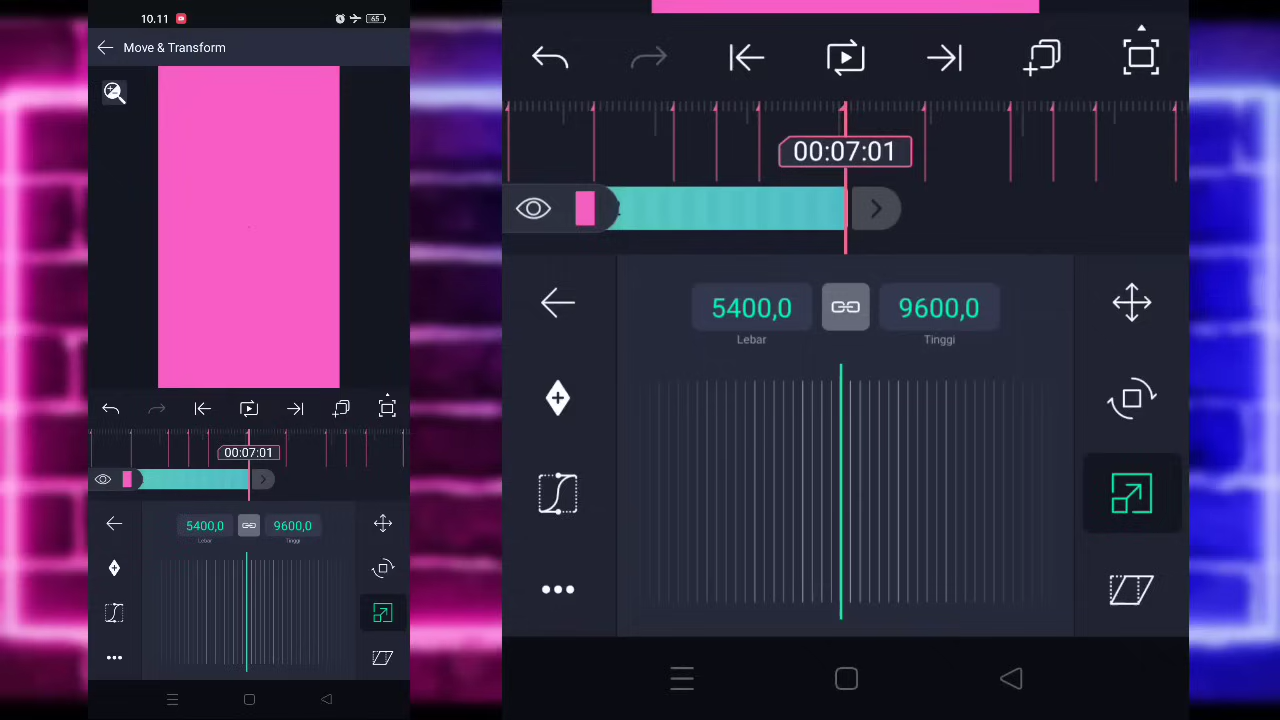 10.11
65
Move & Transform
00:07:01
5400,0
9600,0
Lebar
Tinggi
00:07:01
5400,0
9600,0
Lebar
Tinggi